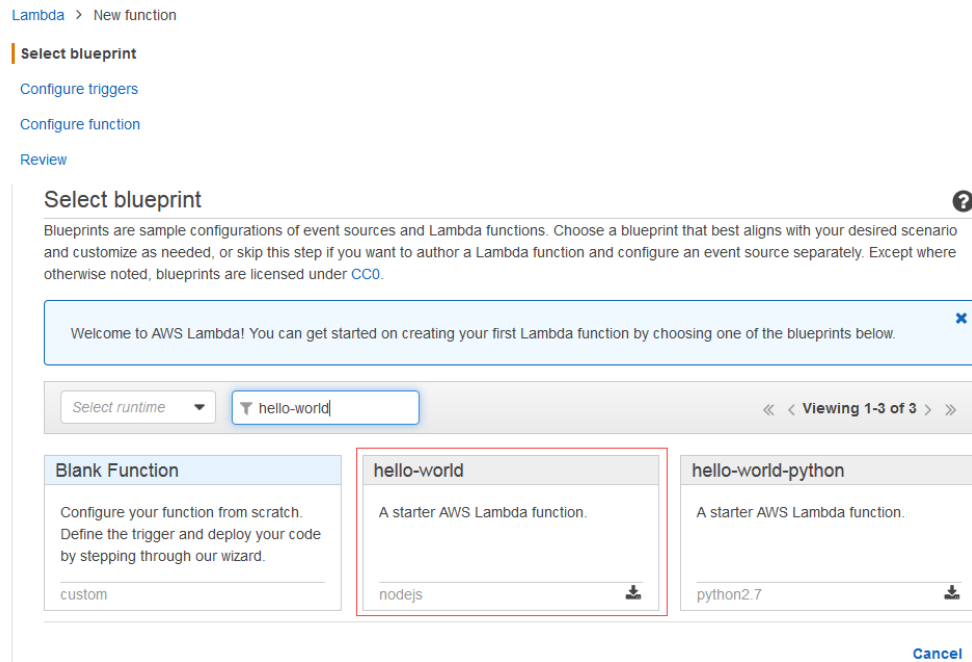 Lambda > New function
Select blueprint
Configure triggers
Configure function
Review
Select blueprint
Blueprints are sample configurations of event sources and Lambda functions. Choose a blueprint that best aligns with your desired scenario
and customize as needed, or skip this step if you want to author a Lambda function and configure an event source separately. Except where
otherwise noted, blueprints are licensed under CC0.
Welcome to AWS Lambda! You can get started on creating your first Lambda function by choosing one of the blueprints below.
Select runtime hello-world « < Viewing 1-3 of 3 > »
Blank Function
Configure your function from scratch.
Define the trigger and deploy your code
by stepping through our wizard.
custom
hello-world
A starter AWS Lambda function.
nodejs
hello-world-python
A starter AWS Lambda function.
python2.7
Cancel